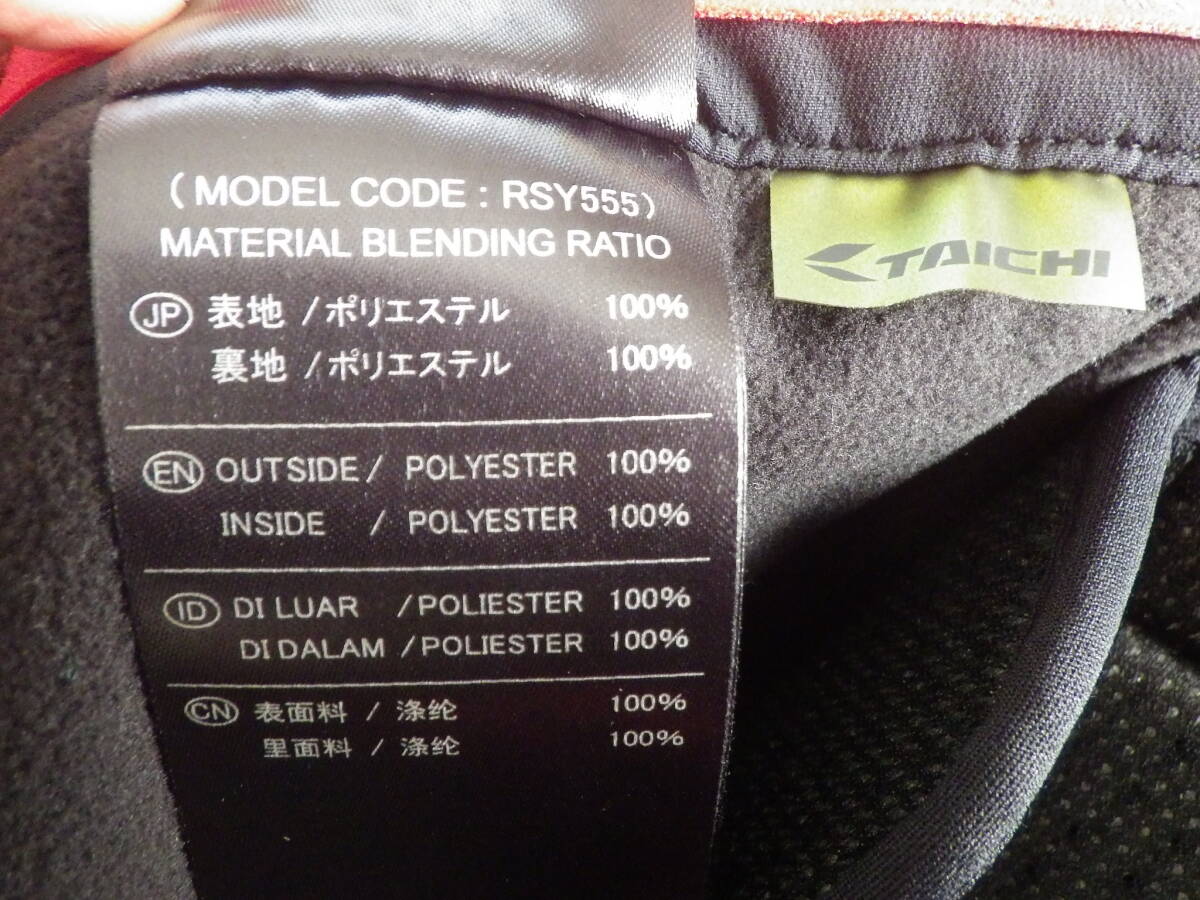 ( MODEL CODE : RSY555)
MATERIAL BLENDING RATIO
JP 表地 /ポリエステル 100%
裏地 /ポリエステル 100%
EN OUTSIDE / POLYESTER 100%
INSIDE / POLYESTER 100%
ID DI LUAR /POLIESTER 100%
DI DALAM /POLIESTER 100%
CN 表面料 / 涤纶 100%
里面料 / 涤纶 100%
TAICHI